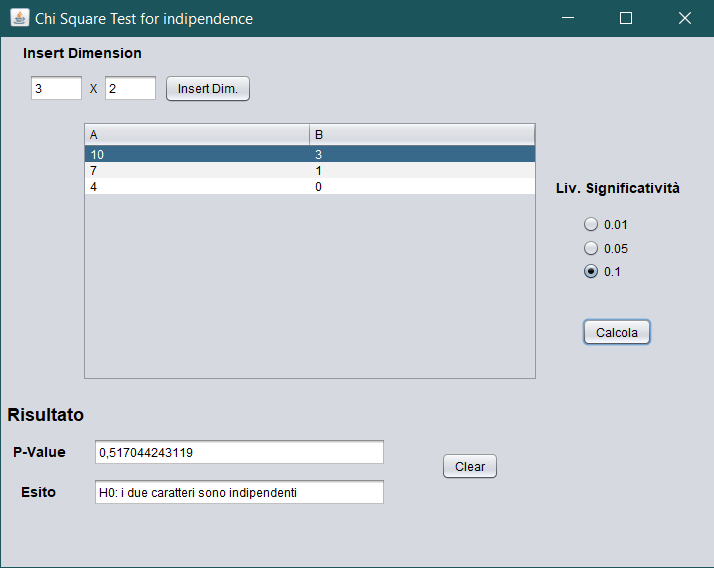 Chi Square Test for indipendence
Insert Dimension
3 X 2 Insert Dim.
A B
10 3
7 1
4 0
Liv. Significatività
0.01
0.05
0.1
Calcola
Risultato
P-Value 0,517044243119
Clear
Esito H0: i due caratteri sono indipendenti